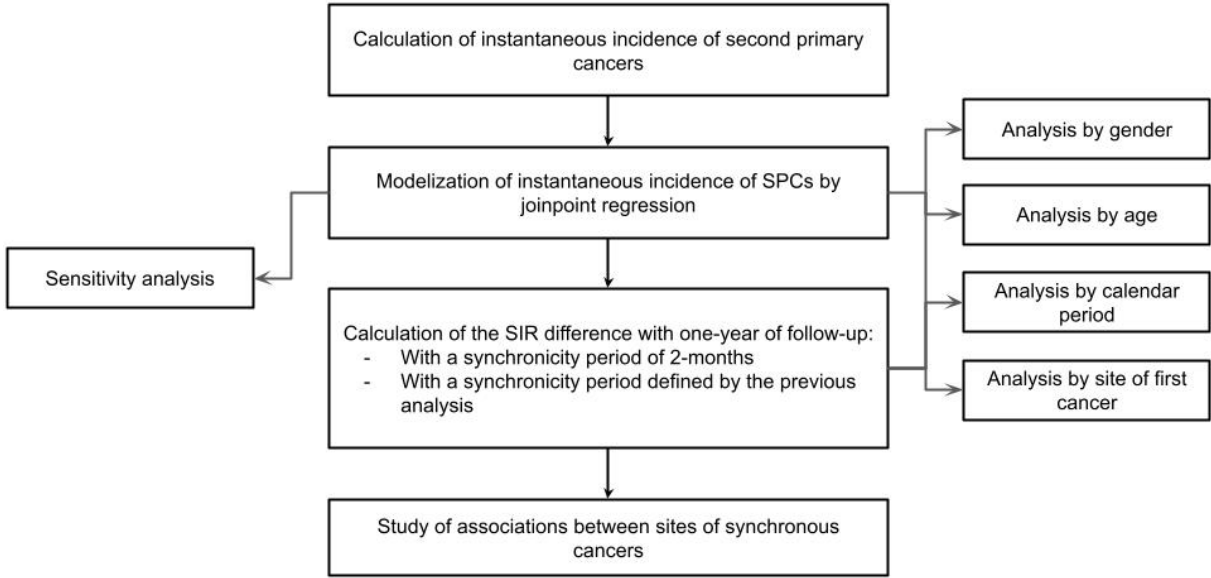 Calculation of instantaneous incidence of second primary
cancers
Modelization of instantaneous incidence of SPCs by
joinpoint regression
Sensitivity analysis
Calculation of the SIR difference with one-year of follow-up:
- With a synchronicity period of 2-months
- With a synchronicity period defined by the previous
analysis
Study of associations between sites of synchronous
cancers
Analysis by gender
Analysis by age
Analysis by calendar
period
Analysis by site of first
cancer